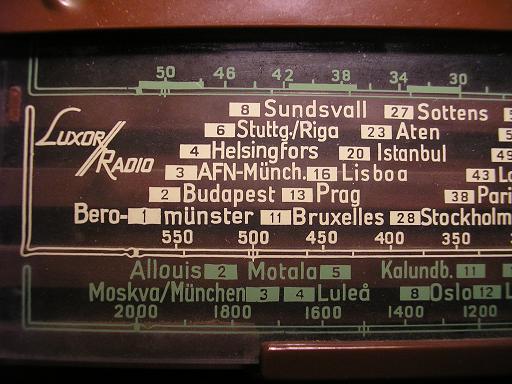 50 46 42 38 34 30
8 Sundsvall 27 Sottens
6 Stuttg./Riga 23 Aten
4 Helsingfors 20 Istanbul 49
3 AFN-Münch. 16 Lisboa 43
2 Budapest 13 Prag 38 Pari
Bero- 1 münster 11 Bruxelles 28 Stockholm
550 500 450 400 350
Luxor Radio
Allouis 2 Motala 5 Kalundb. 11
Moskva/München 3 4 Luleå 8 Oslo 12
2000 1800 1600 1400 1200